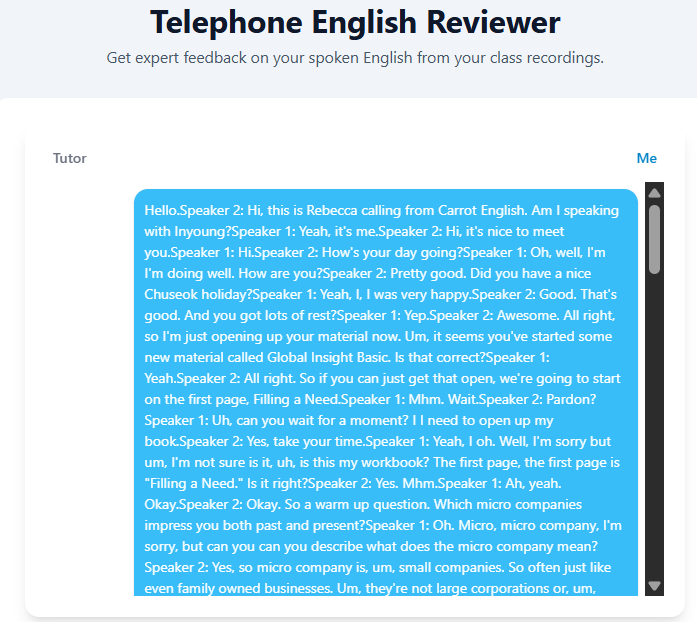 Telephone English Reviewer
Get expert feedback on your spoken English from your class recordings.
Tutor
Me
Hello.Speaker 2: Hi, this is Rebecca calling from Carrot English. Am I speaking
with Inyoung?Speaker 1: Yeah, it's me.Speaker 2: Hi, it's nice to meet
you.Speaker 1: Hi.Speaker 2: How's your day going?Speaker 1: Oh, well, I'm
I'm doing well. How are you?Speaker 2: Pretty good. Did you have a nice
Chuseok holiday?Speaker 1: Yeah, I, I was very happy.Speaker 2: Good. That's
good. And you got lots of rest?Speaker 1: Yep.Speaker 2: Awesome. All right,
so I'm just opening up your material now. Um, it seems you've started some
new material called Global Insight Basic. Is that correct?Speaker 1:
Yeah.Speaker 2: All right. So if you can just get that open, we're going to start
on the first page, Filling a Need.Speaker 1: Mhm. Wait.Speaker 2: Pardon?
Speaker 1: Uh, can you wait for a moment? I I need to open up my
book.Speaker 2: Yes, take your time.Speaker 1: Yeah, I oh. Well, I'm sorry but
um, I'm not sure is it, uh, is this my workbook? The first page, the first page is
"Filling a Need." Is it right?Speaker 2: Yes. Mhm.Speaker 1: Ah, yeah.
Okay.Speaker 2: Okay. So a warm up question. Which micro companies
impress you both past and present?Speaker 1: Oh. Micro, micro company, I'm
sorry, but can you can you describe what does the micro company mean?
Speaker 2: Yes, so micro company is, um, small companies. So often just like
even family owned businesses. Um, they're not large corporations or, um,